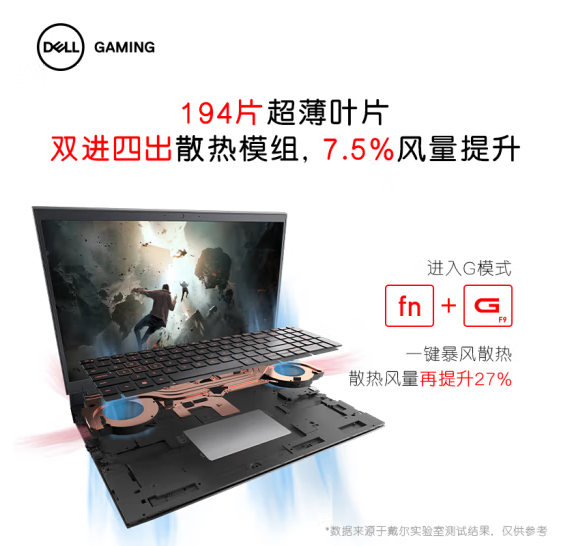 DELL GAMING
194片超薄叶片
双进四出散热模组, 7.5%风量提升
进入G模式
fn + G F9
一键暴风散热
散热风量再提升27%
*数据来源于戴尔实验室测试结果，仅供参考